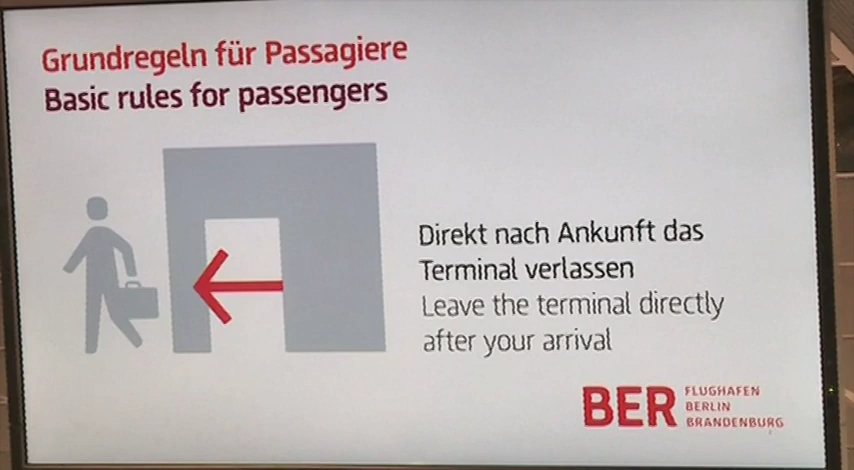 Grundregeln für Passagiere
Basic rules for passengers
Direkt nach Ankunft das
Terminal verlassen
Leave the terminal directly
after your arrival
BER
FLUGHAFEN
BERLIN
BRANDENBURG